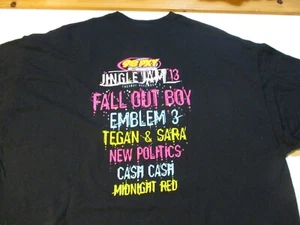 JINGLE JAM 13
FALL OUT BOY
EMBLEM 3
TEGAN & SARA
NEW POLITICS
CASH CASH
MIDNIGHT RED